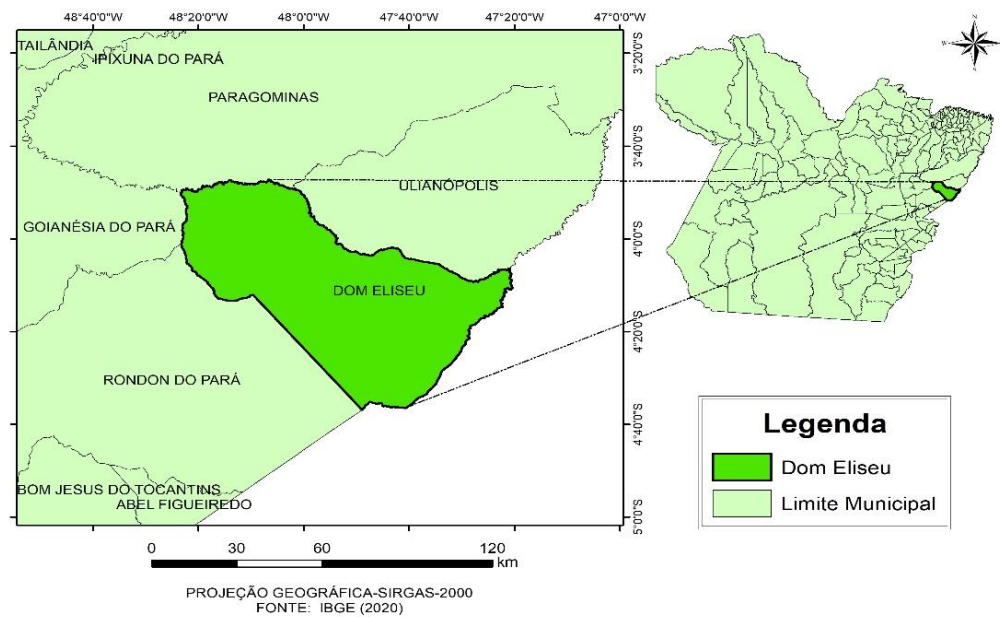 48°40'0"W 48°20'0"W 48°0'0"W 47°40'0"W 47°20'0"W 47°0'0"W
N
W
S
TAILÂNDIA
IPIXUNA DO PARÁ
PARAGOMINAS
ULIANÓPOLIS
GOIANÉSIA DO PARÁ
DOM ELISEU
RONDON DO PARÁ
BOM JESUS DO TOCANTINS
ABEL FIGUEIREDO
3°20'0"S
3°40'0"S
4°0'0"S
4°20'0"S
4°40'0"S
5°0'0"S
Legenda
Dom Eliseu
Limite Municipal
0 30 60 120
km
PROJEÇÃO GEOGRÁFICA-SIRGAS-2000
FONTE: IBGE (2020)